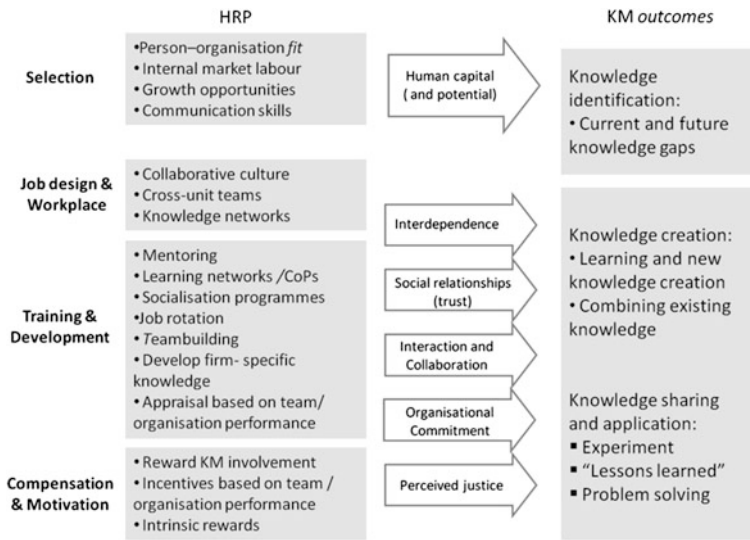 HRP
KM outcomes
Selection
•Person–organisation fit
• Internal market labour
• Growth opportunities
• Communication skills
Human capital
( and potential)
Knowledge
identification:
• Current and future
knowledge gaps
Job design &
Workplace
• Collaborative culture
• Cross-unit teams
• Knowledge networks
Interdependence
Training &
Development
• Mentoring
• Learning networks /CoPs
• Socialisation programmes
•Job rotation
• Teambuilding
• Develop firm- specific
knowledge
• Appraisal based on team/
organisation performance
Social relationships
(trust)
Interaction and
Collaboration
Organisational
Commitment
Knowledge creation:
• Learning and new
knowledge creation
• Combining existing
knowledge
Knowledge sharing
and application:
▪ Experiment
▪ “Lessons learned”
▪ Problem solving
Compensation
& Motivation
• Reward KM involvement
• Incentives based on team /
organisation performance
• Intrinsic rewards
Perceived justice